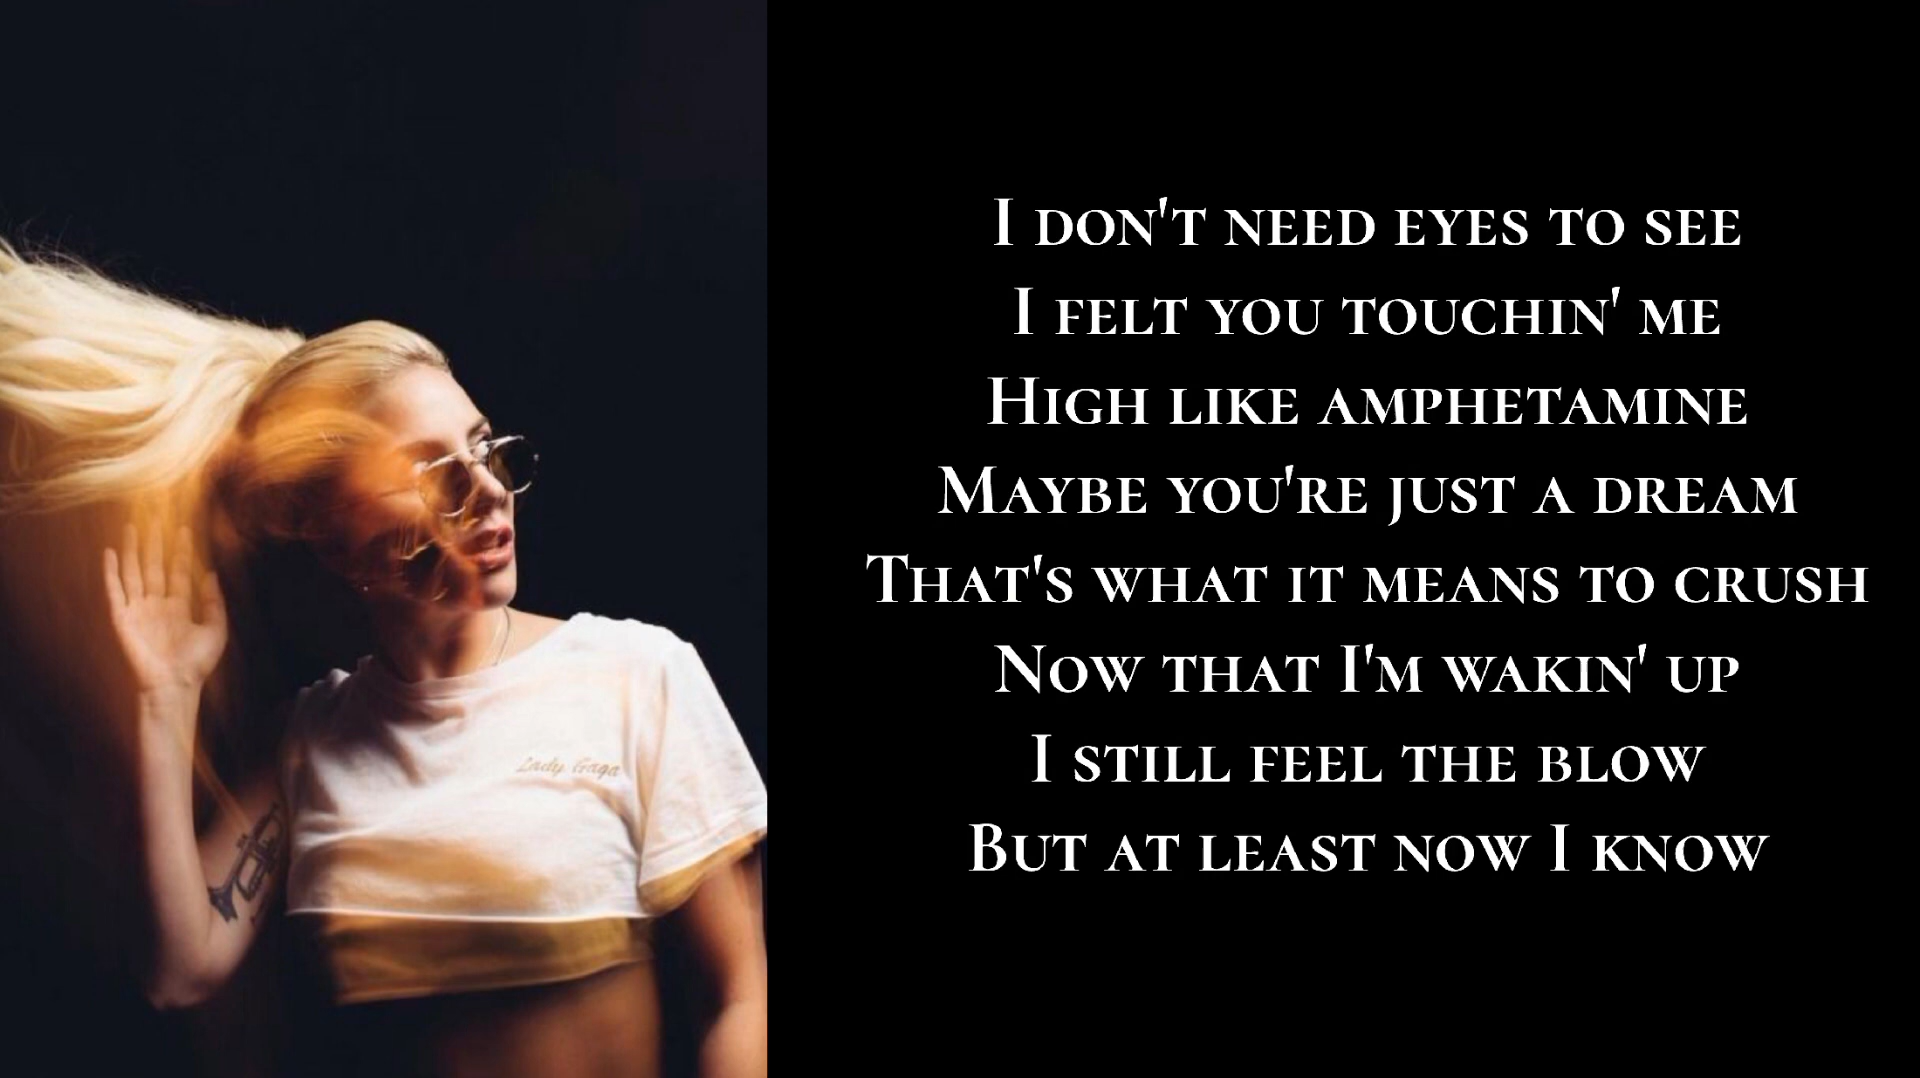 Lady Gaga
I don't need eyes to see
I felt you touchin' me
High like amphetamine
Maybe you're just a dream
That's what it means to crush
Now that I'm wakin' up
I still feel the blow
But at least now I know